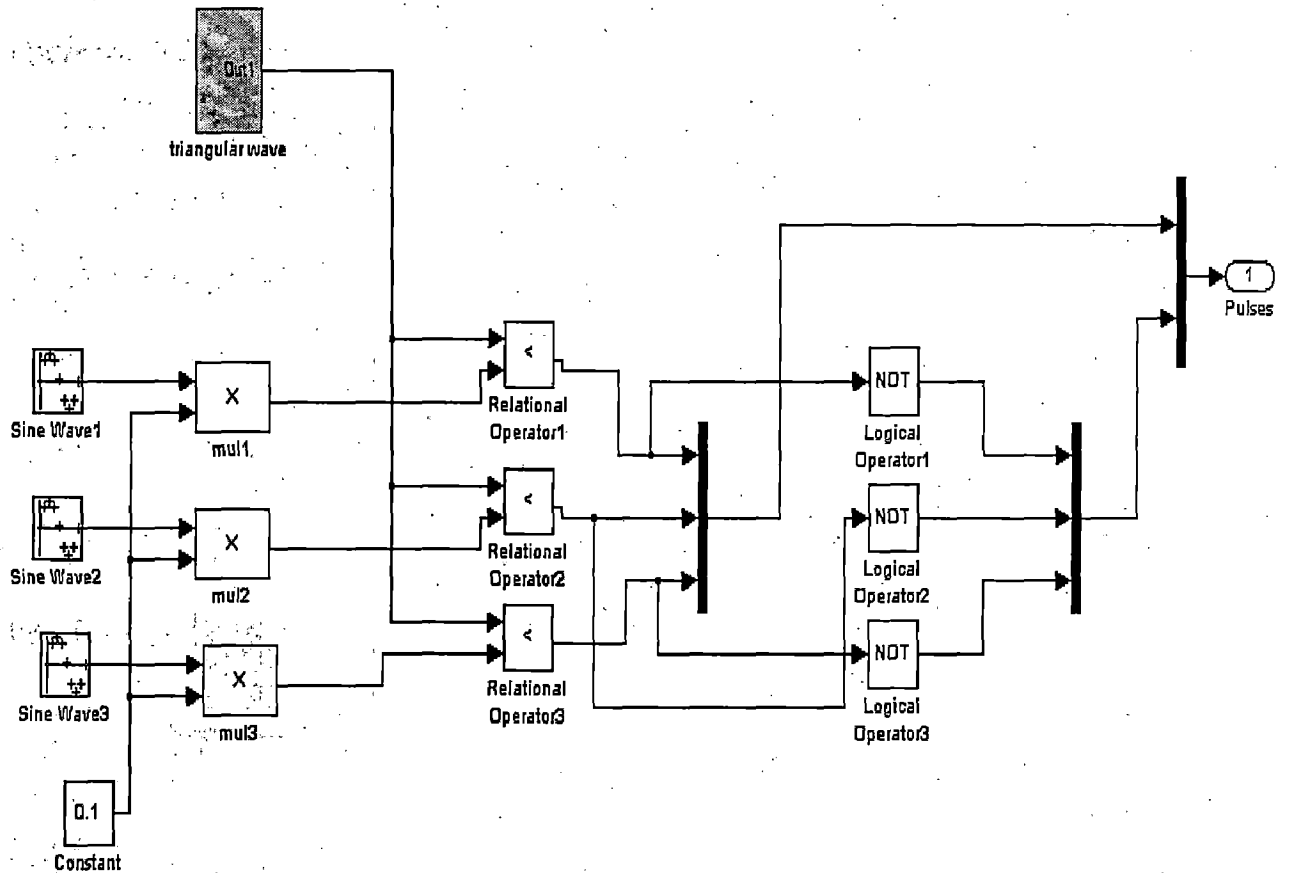 Out1
triangular wave
1
Pulses
<
Relational
Operator1
NOT
Logical
Operator1
Sine Wave1
X
mul1
<
Relational
Operator2
NOT
Logical
Operator2
Sine Wave2
X
mul2
<
Relational
Operator3
NOT
Logical
Operator3
Sine Wave3
X
mul3
0.1
Constant